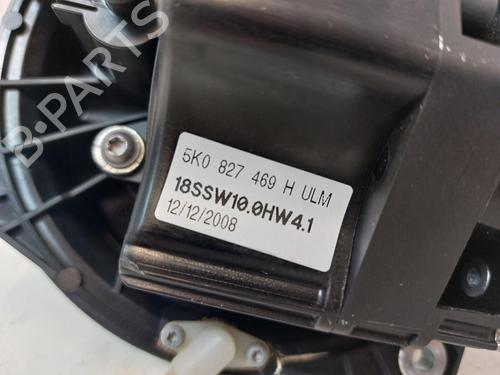 B-PARTS
5K0 827 469 H ULM
18SSW10.0HW4.1
12/12/2008